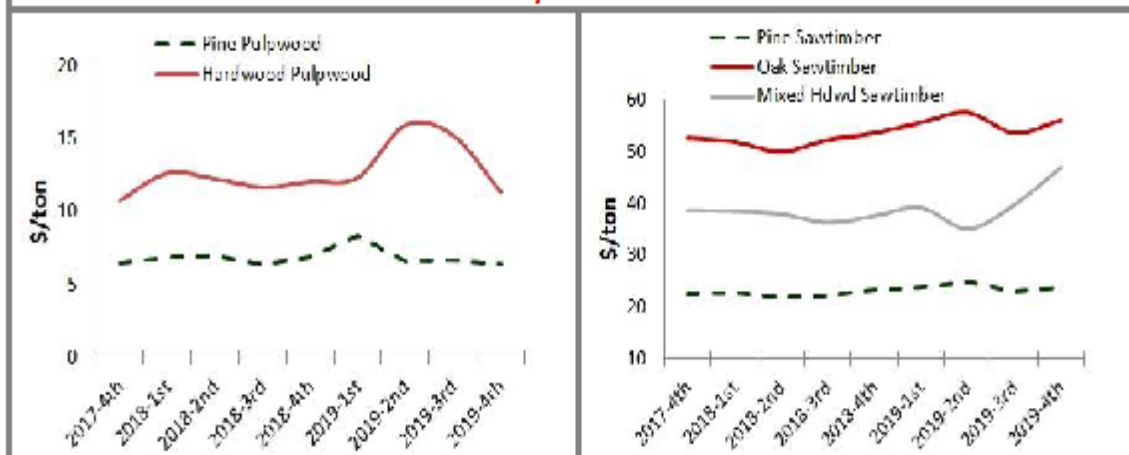 Pine Pulpwood
Hardwood Pulpwood
20
15
10
5
0
$/ton
2017-4th
2018-1st
2018-2nd
2018-3rd
2018-4th
2019-1st
2019-2nd
2019-3rd
2019-4th
Pine Sawtimber
Oak Sawtimber
Mixed Hdwd Sawtimber
60
50
40
30
20
10
$/ton
2017-4th
2018-1st
2018-2nd
2018-3rd
2018-4th
2019-1st
2019-2nd
2019-3rd
2019-4th